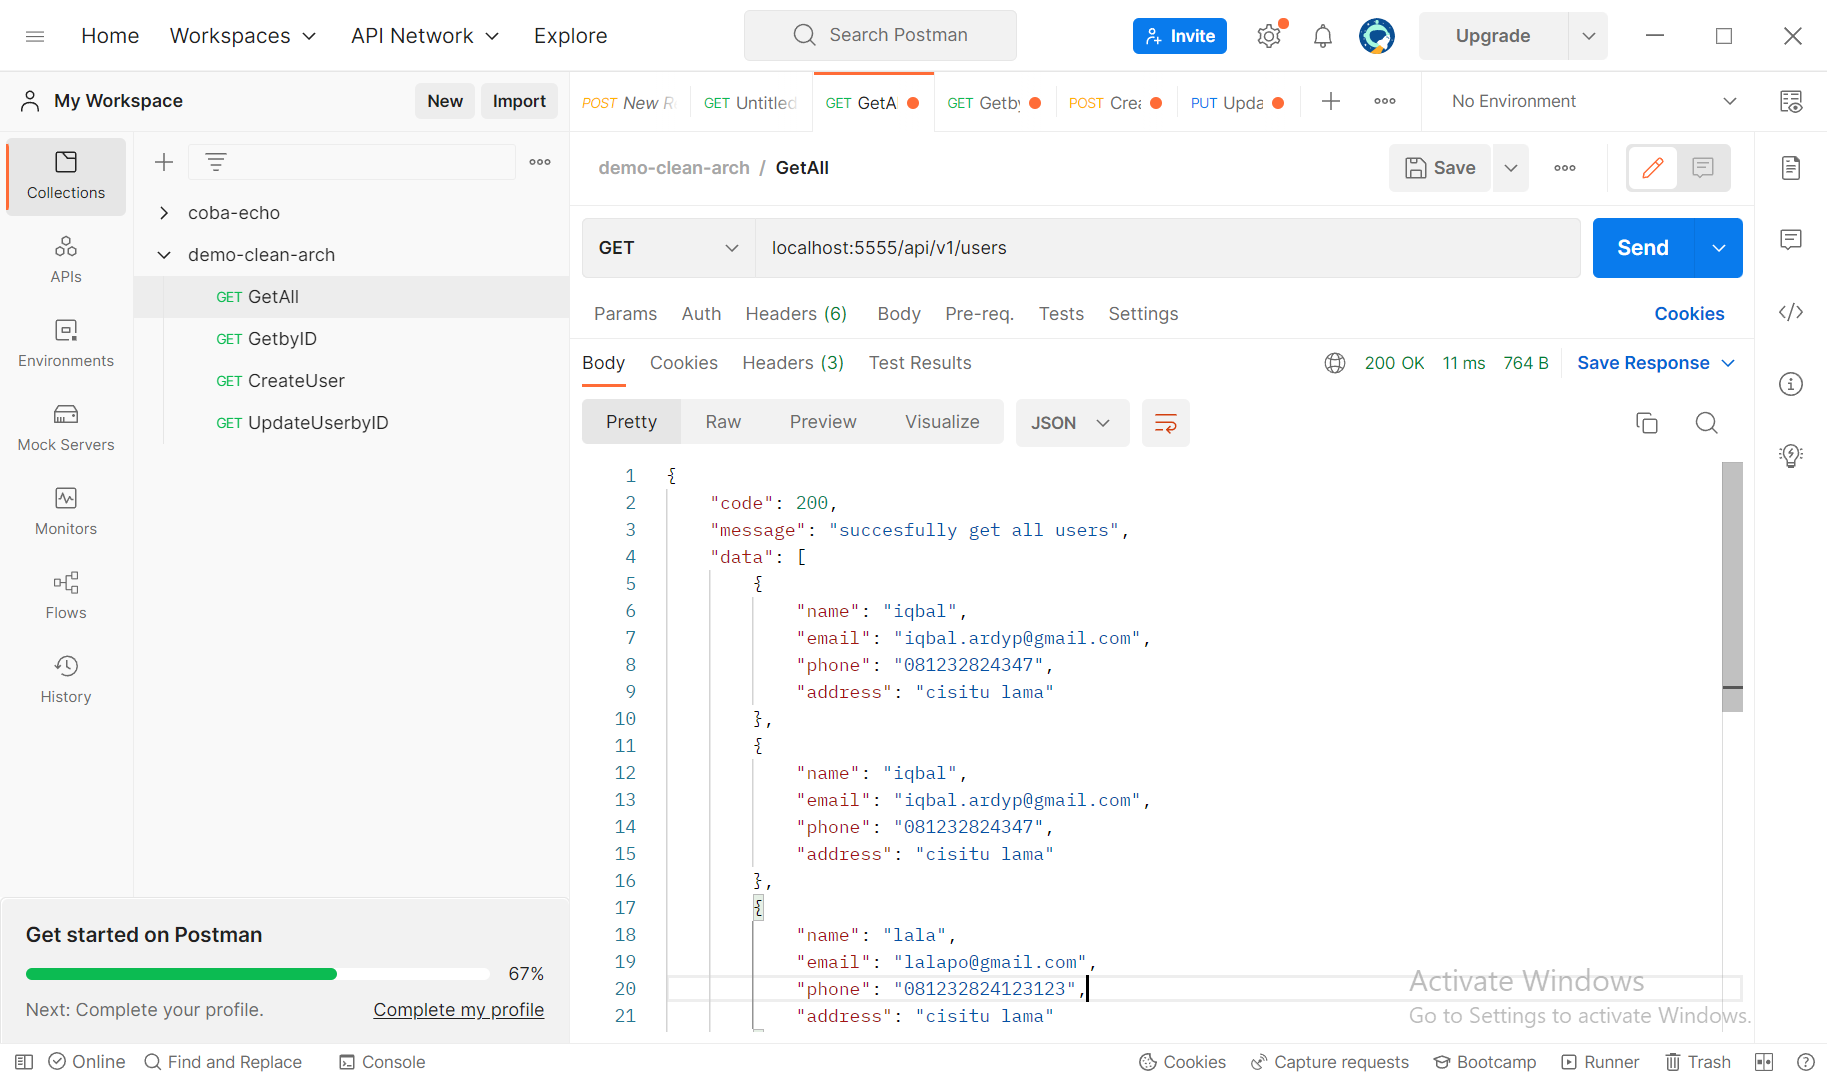 Home Workspaces API Network Explore Search Postman Invite Upgrade
My Workspace New Import
POST New R GET Untitled GET GetA GET Getby POST Crea PUT Upda No Environment
Collections
APIs
Environments
Mock Servers
Monitors
Flows
History
coba-echo
demo-clean-arch
GET GetAll
GET GetbyID
GET CreateUser
GET UpdateUserbyID
Get started on Postman
67%
Next: Complete your profile. Complete my profile
demo-clean-arch / GetAll Save
GET localhost:5555/api/v1/users Send
Params Auth Headers (6) Body Pre-req. Tests Settings Cookies
Body Cookies Headers (3) Test Results 200 OK 11 ms 764 B Save Response
Pretty Raw Preview Visualize JSON
1 {
2 "code": 200,
3 "message": "succesfully get all users",
4 "data": [
5 {
6 "name": "iqbal",
7 "email": "iqbal.ardyp@gmail.com",
8 "phone": "081232824347",
9 "address": "cisitu lama"
10 },
11 {
12 "name": "iqbal",
13 "email": "iqbal.ardyp@gmail.com",
14 "phone": "081232824347",
15 "address": "cisitu lama"
16 },
17 {
18 "name": "lala",
19 "email": "lalapo@gmail.com",
20 "phone": "081232824123123",
21 "address": "cisitu lama"
Activate Windows
Go to Settings to activate Windows.
Online Find and Replace Console Cookies Capture requests Bootcamp Runner Trash